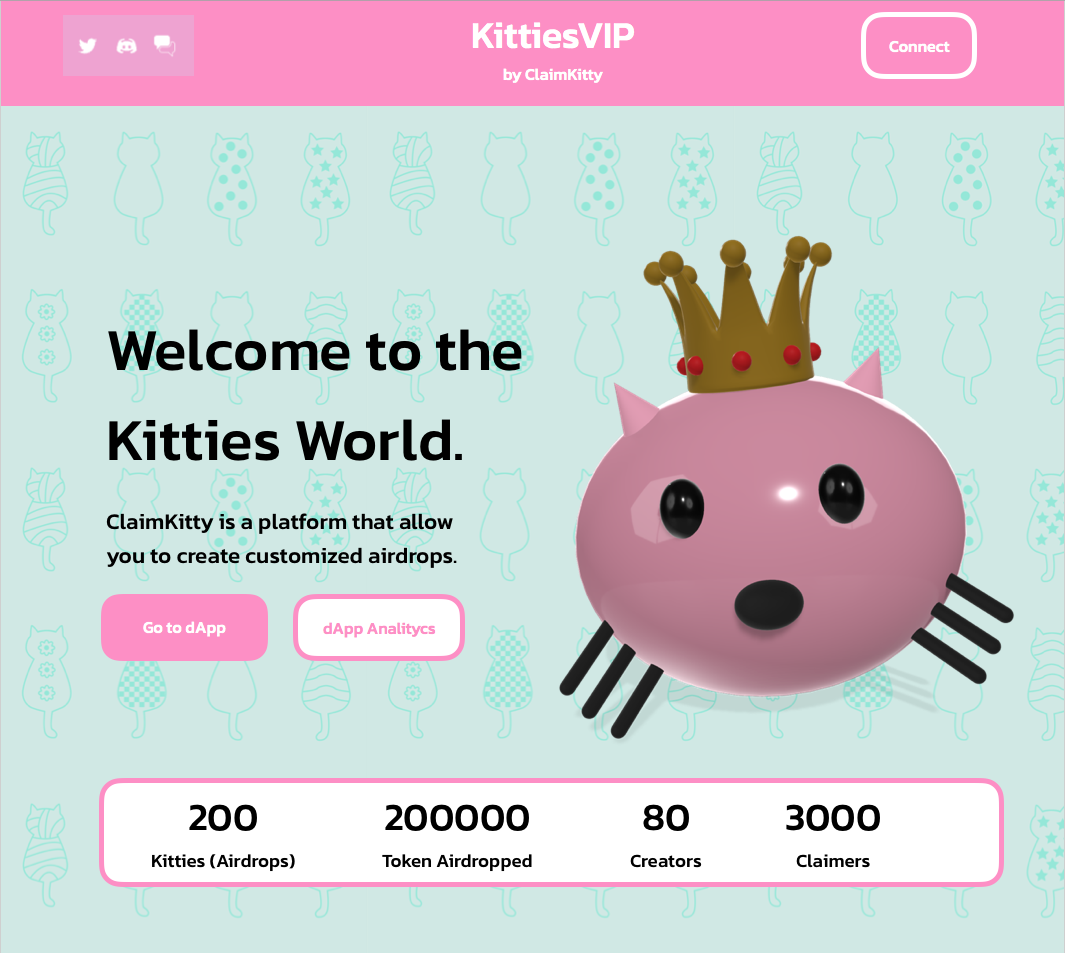 KittiesVIP
by ClaimKitty
Connect
Welcome to the
Kitties World.
ClaimKitty is a platform that allow
you to create customized airdrops.
Go to dApp
dApp Analitycs
200
200000
80
3000
Kitties (Airdrops)
Token Airdropped
Creators
Claimers